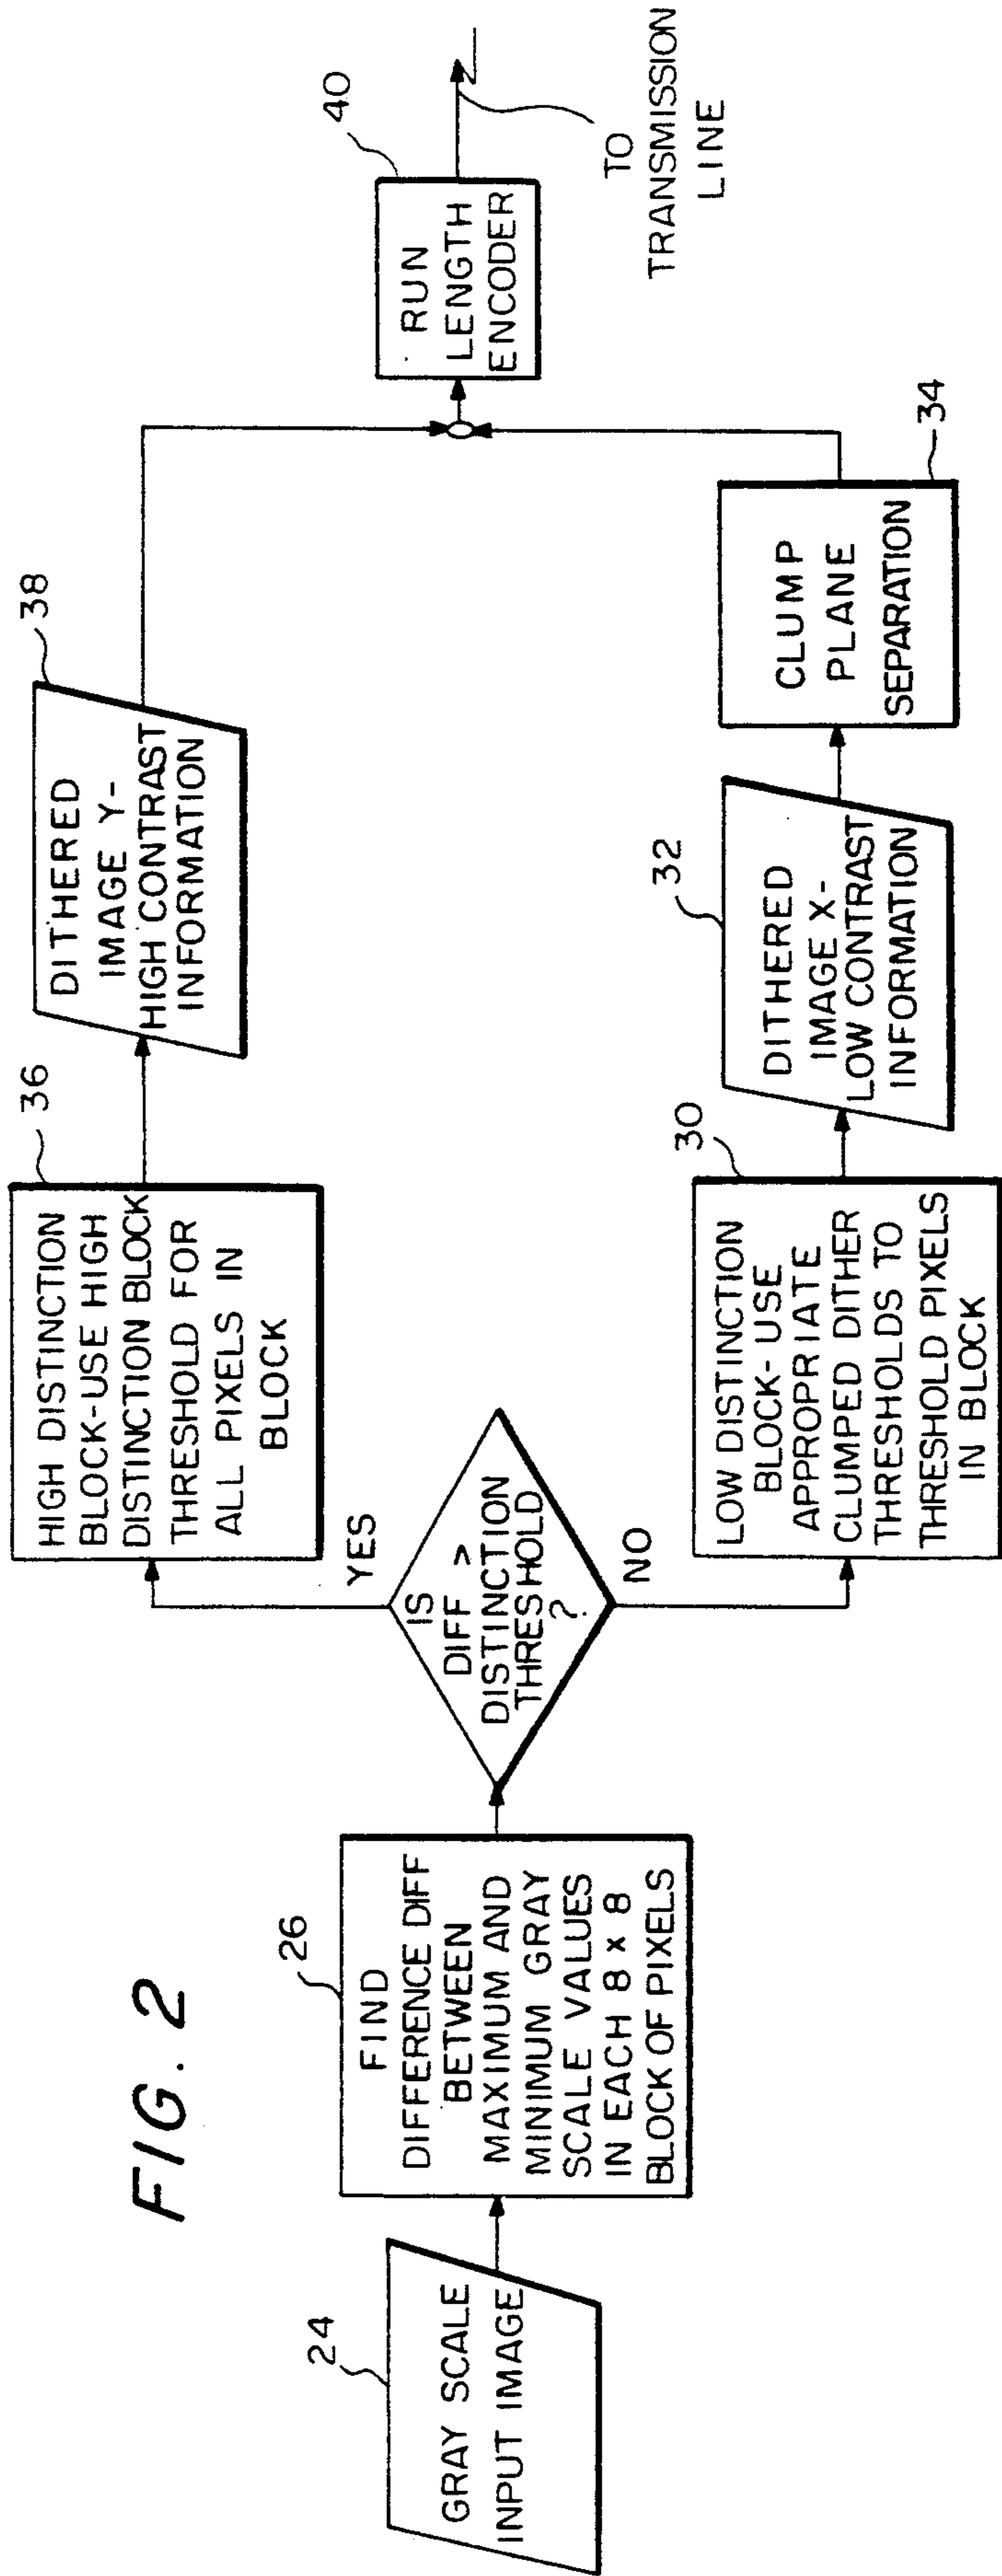 FIG. 2
24
GRAY SCALE
INPUT IMAGE
26
FIND
DIFFERENCE DIFF
BETWEEN
MAXIMUM AND
MINIMUM GRAY
SCALE VALUES
IN EACH 8 x 8
BLOCK OF PIXELS
IS
DIFF >
DISTINCTION
THRESHOLD
?
YES
NO
36
HIGH DISTINCTION
BLOCK-USE HIGH
DISTINCTION BLOCK
THRESHOLD FOR
ALL PIXELS IN
BLOCK
38
DITHERED
IMAGE Y-
HIGH CONTRAST
INFORMATION
30
LOW DISTINCTION
BLOCK-USE
APPROPRIATE
CLUMPED DITHER
THRESHOLDS TO
THRESHOLD PIXELS
IN BLOCK
32
DITHERED
IMAGE X-
LOW CONTRAST
INFORMATION
34
CLUMP
PLANE
SEPARATION
40
RUN
LENGTH
ENCODER
TO
TRANSMISSION
LINE